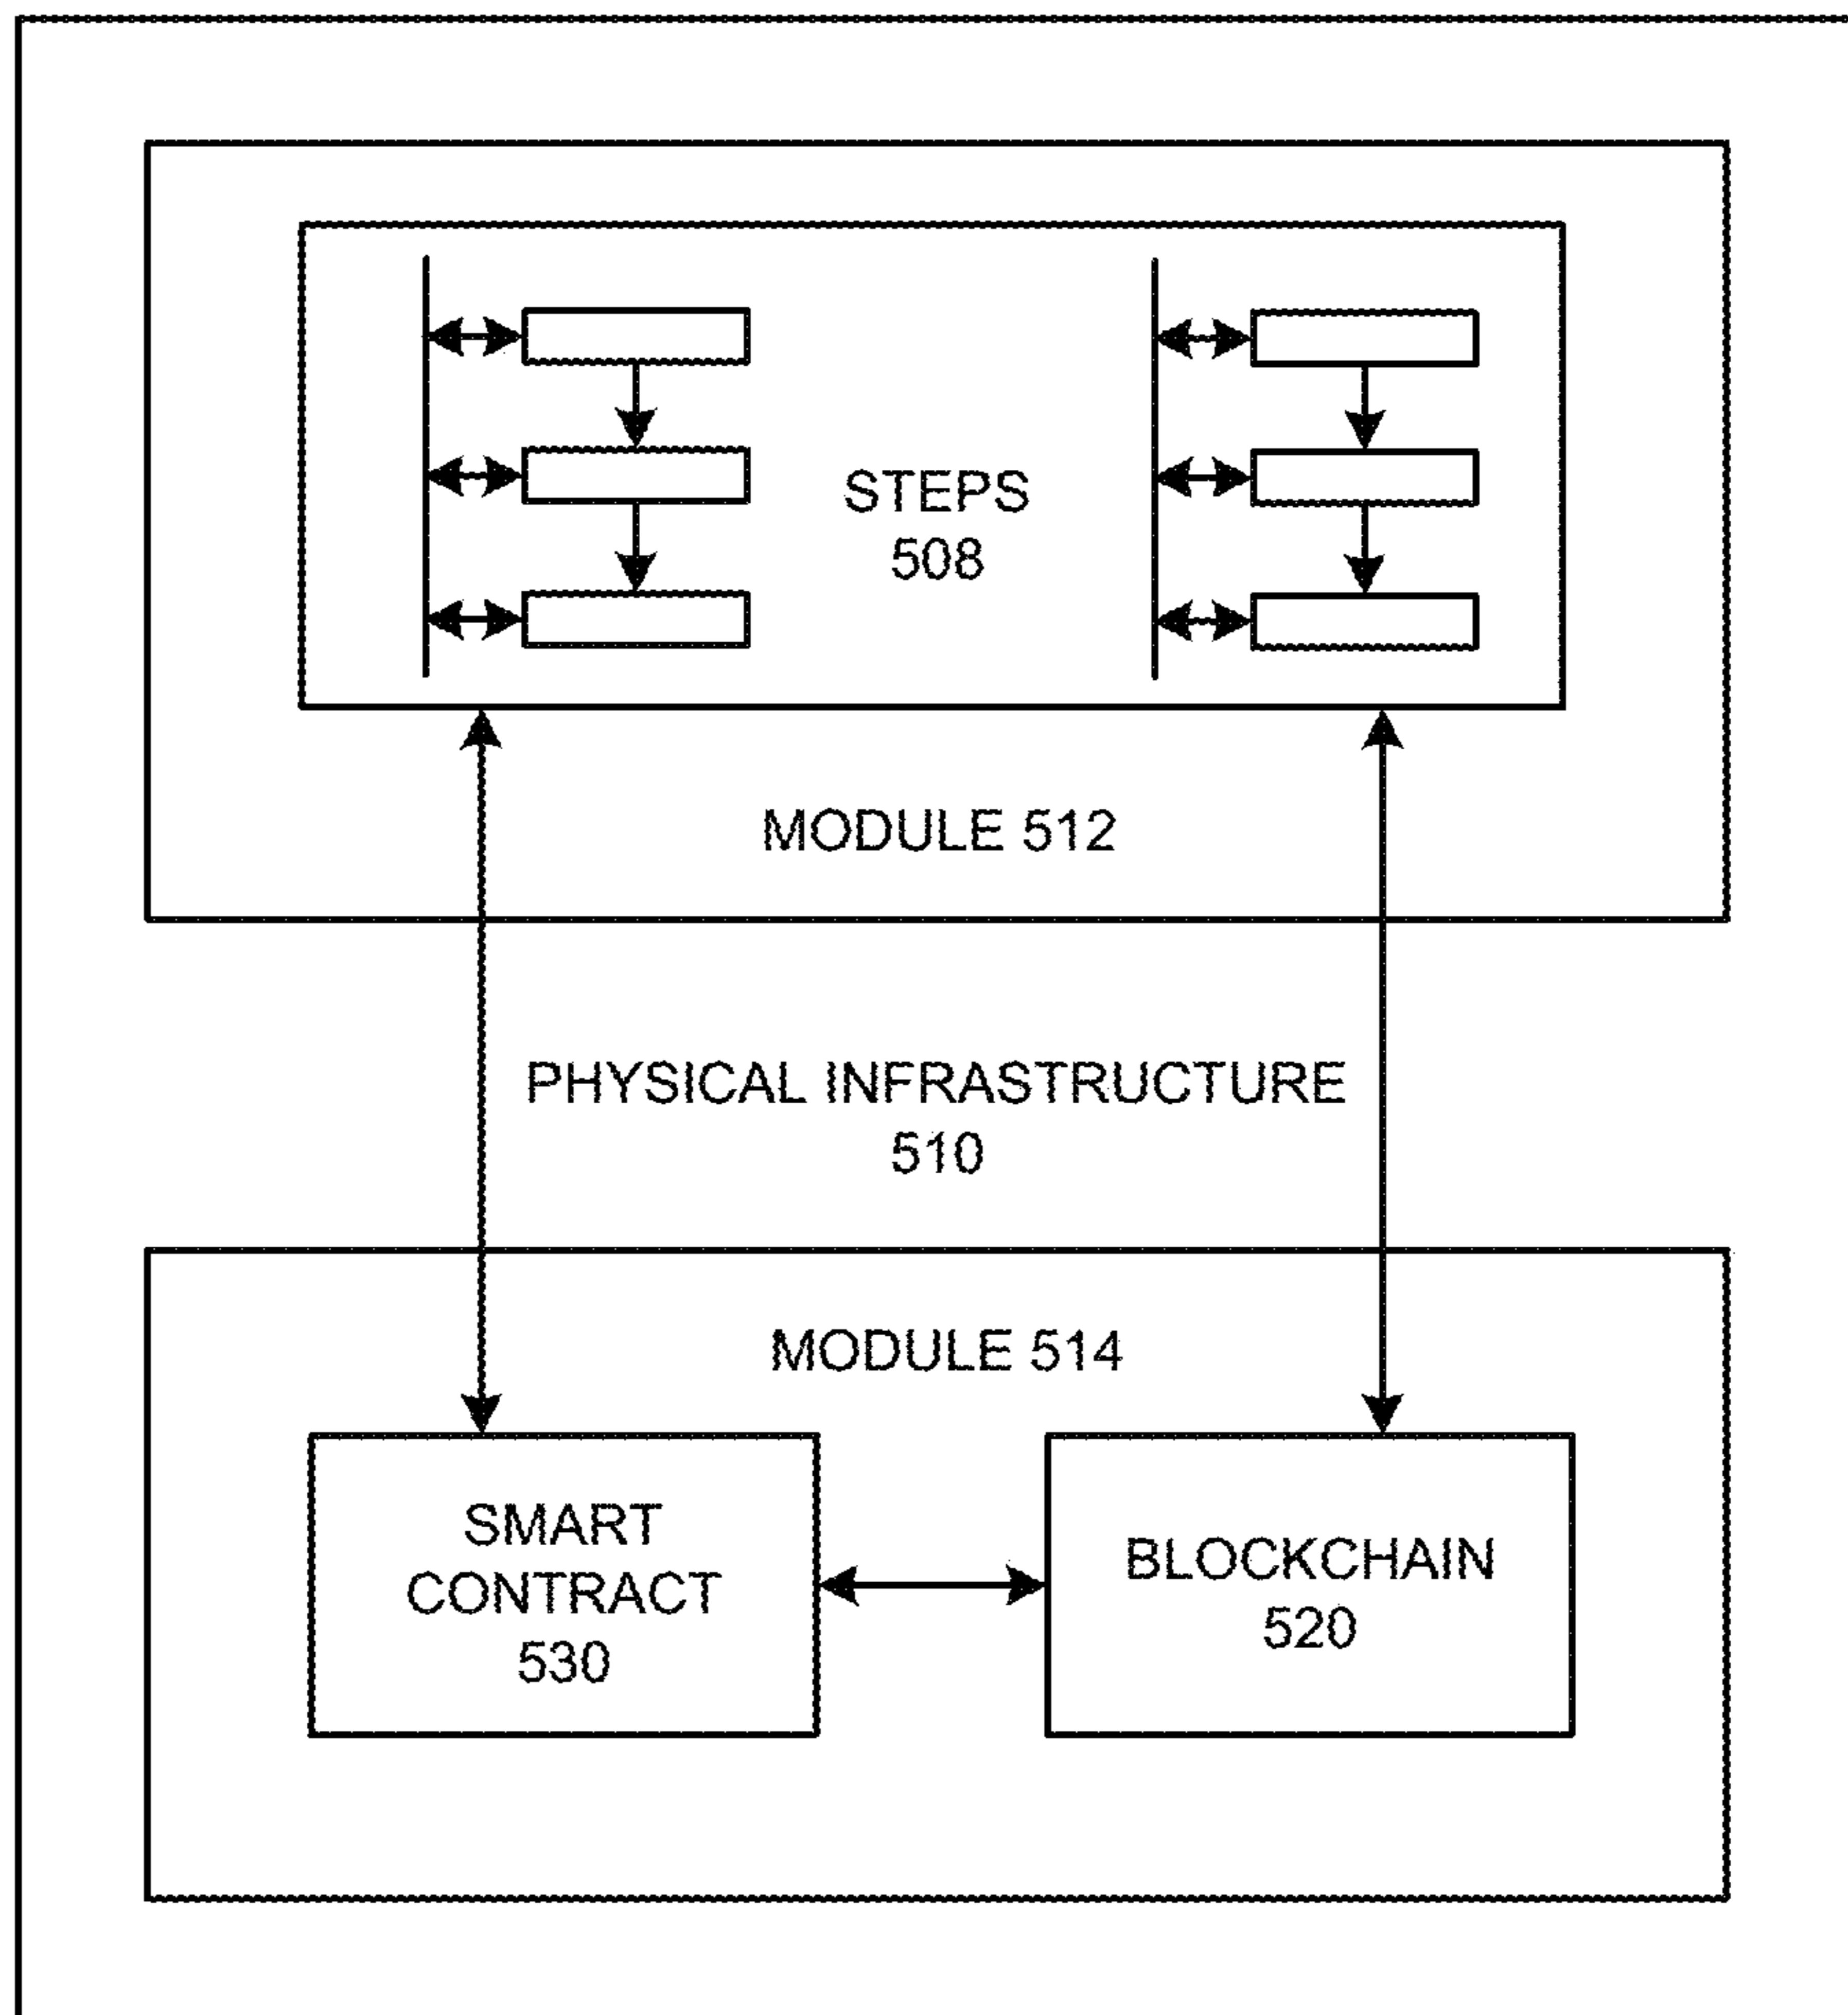 STEPS
508
MODULE 512
PHYSICAL INFRASTRUCTURE
510
MODULE 514
SMART
CONTRACT
530
BLOCKCHAIN
520